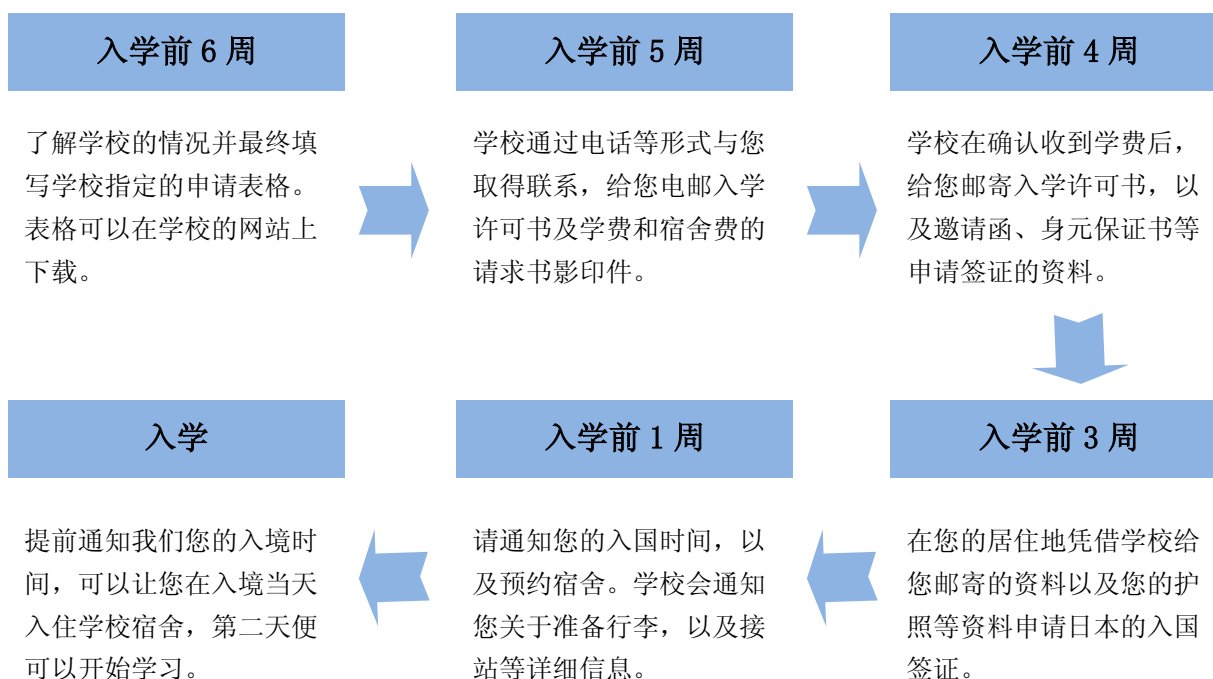 入学前 6 周
了解学校的情况并最终填
写学校指定的申请表格。
表格可以在学校的网站上
下载。
入学前 5 周
学校通过电话等形式与您
取得联系，给您电邮入学
许可书及学费和宿舍费的
请求书影印件。
入学前 4 周
学校在确认收到学费后，
给您邮寄入学许可书，以
及邀请函、身元保证书等
申请签证的资料。
入学前 3 周
在您的居住地凭借学校给
您邮寄的资料以及您的护
照等资料申请日本的入国
签证。
入学前 1 周
请通知您的入国时间，以
及预约宿舍。学校会通知
您关于准备行李，以及接
站等详细信息。
入学
提前通知我们您的入境时
间，可以让您在入境当天
入住学校宿舍，第二天便
可以开始学习。